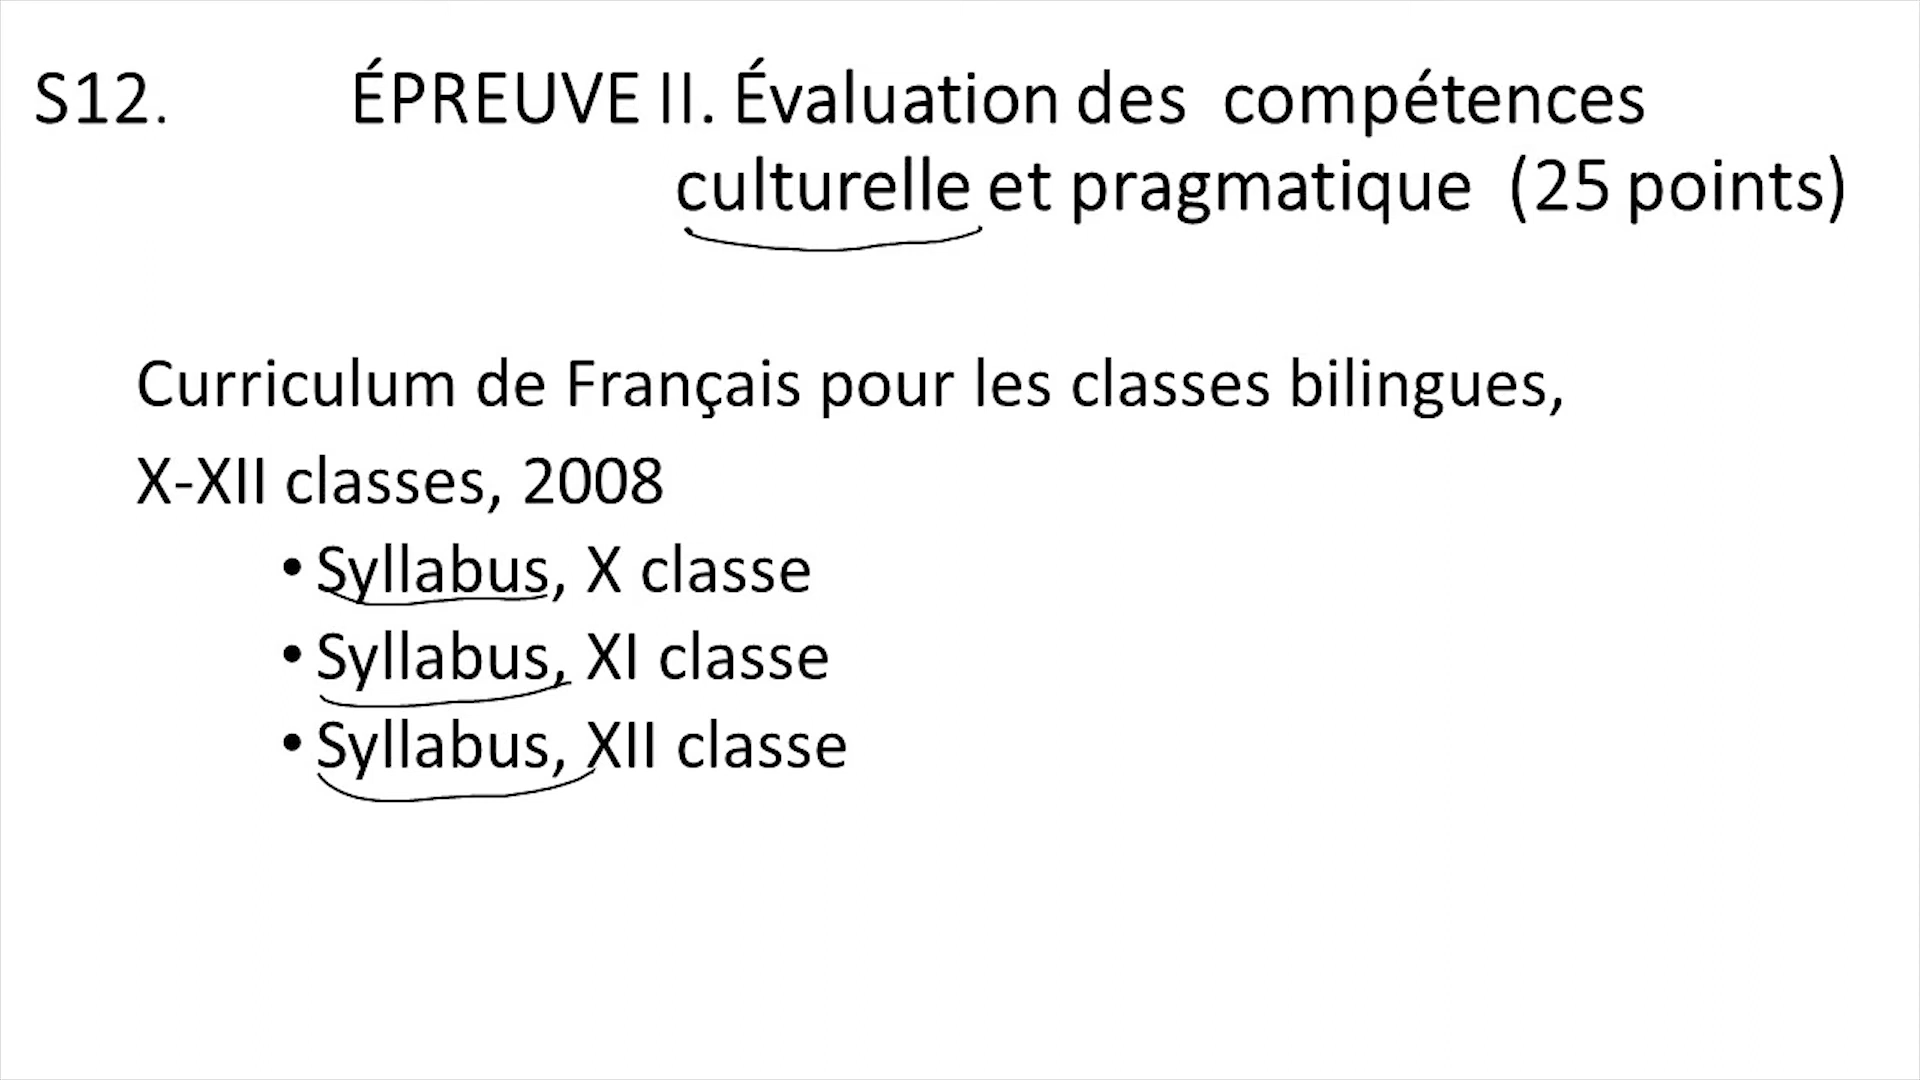 S12. ÉPREUVE II. Évaluation des compétences
culturelle et pragmatique (25 points)
Curriculum de Français pour les classes bilingues,
X-XII classes, 2008
• Syllabus, X classe
• Syllabus, XI classe
• Syllabus, XII classe